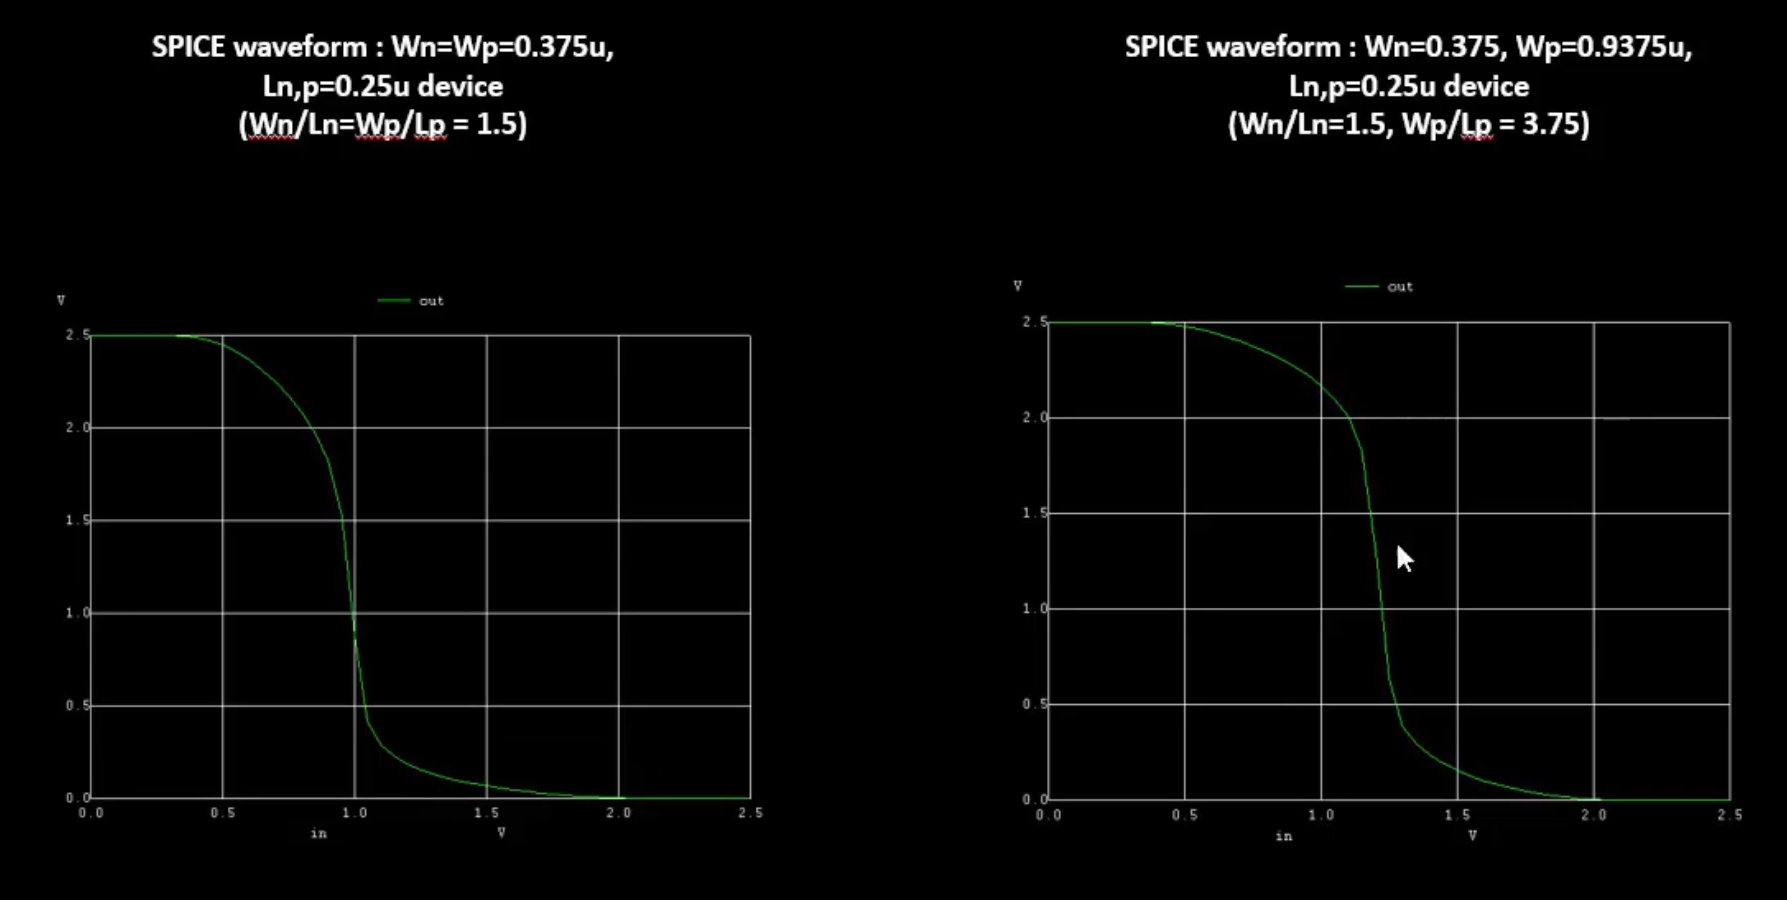 SPICE waveform : Wn=Wp=0.375u,
Ln,p=0.25u device
(Wn/Ln=Wp/Lp = 1.5)
V
out
2.5
2.0
1.5
1.0
0.5
0.0
0.0 0.5 1.0 1.5 2.0 2.5
in V
SPICE waveform : Wn=0.375, Wp=0.9375u,
Ln,p=0.25u device
(Wn/Ln=1.5, Wp/Lp = 3.75)
V
out
2.5
2.0
1.5
1.0
0.5
0.0
0.0 0.5 1.0 1.5 2.0 2.5
in V